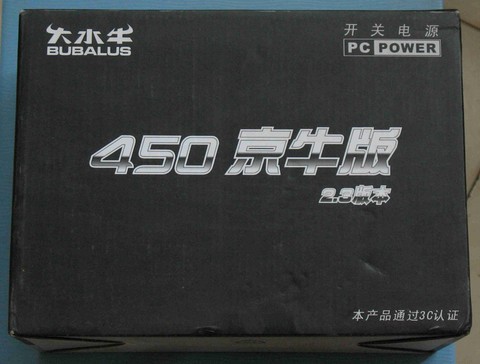 大水牛
BUBALUS
开关电源
PC POWER
450 京牛版
2.3版本
本产品通过3C认证